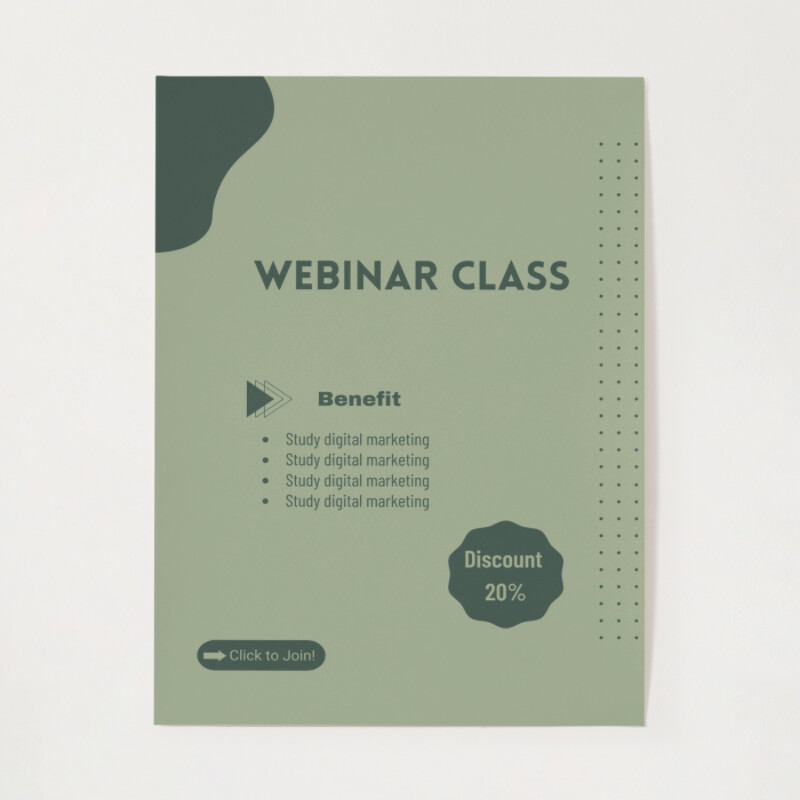 WEBINAR CLASS
Benefit
• Study digital marketing
• Study digital marketing
• Study digital marketing
• Study digital marketing
Discount
20%
Click to Join!